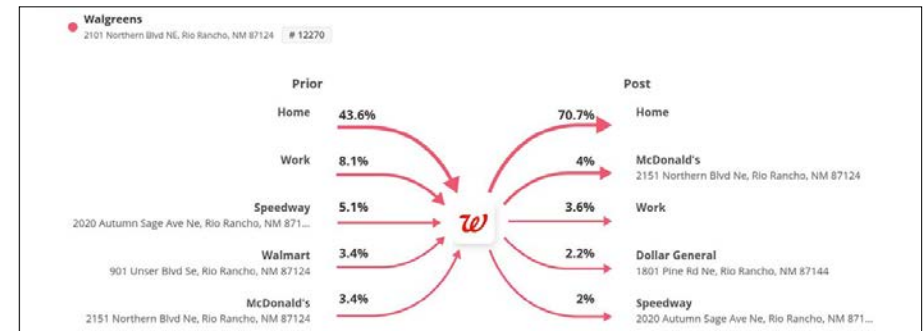 Walgreens
2101 Northern Blvd NE, Rio Rancho, NM 87124 # 12270
Prior
Post
Home 43.6%
70.7% Home
Work 8.1%
4% McDonald's
2151 Northern Blvd Ne, Rio Rancho, NM 87124
Speedway 5.1%
2020 Autumn Sage Ave Ne, Rio Rancho, NM 871...
3.6% Work
Walmart 3.4%
901 Unser Blvd Se, Rio Rancho, NM 87124
2.2% Dollar General
1801 Pine Rd Ne, Rio Rancho, NM 87144
McDonald's 3.4%
2151 Northern Blvd Ne, Rio Rancho, NM 87124
2% Speedway
2020 Autumn Sage Ave Ne, Rio Rancho, NM 871...
W